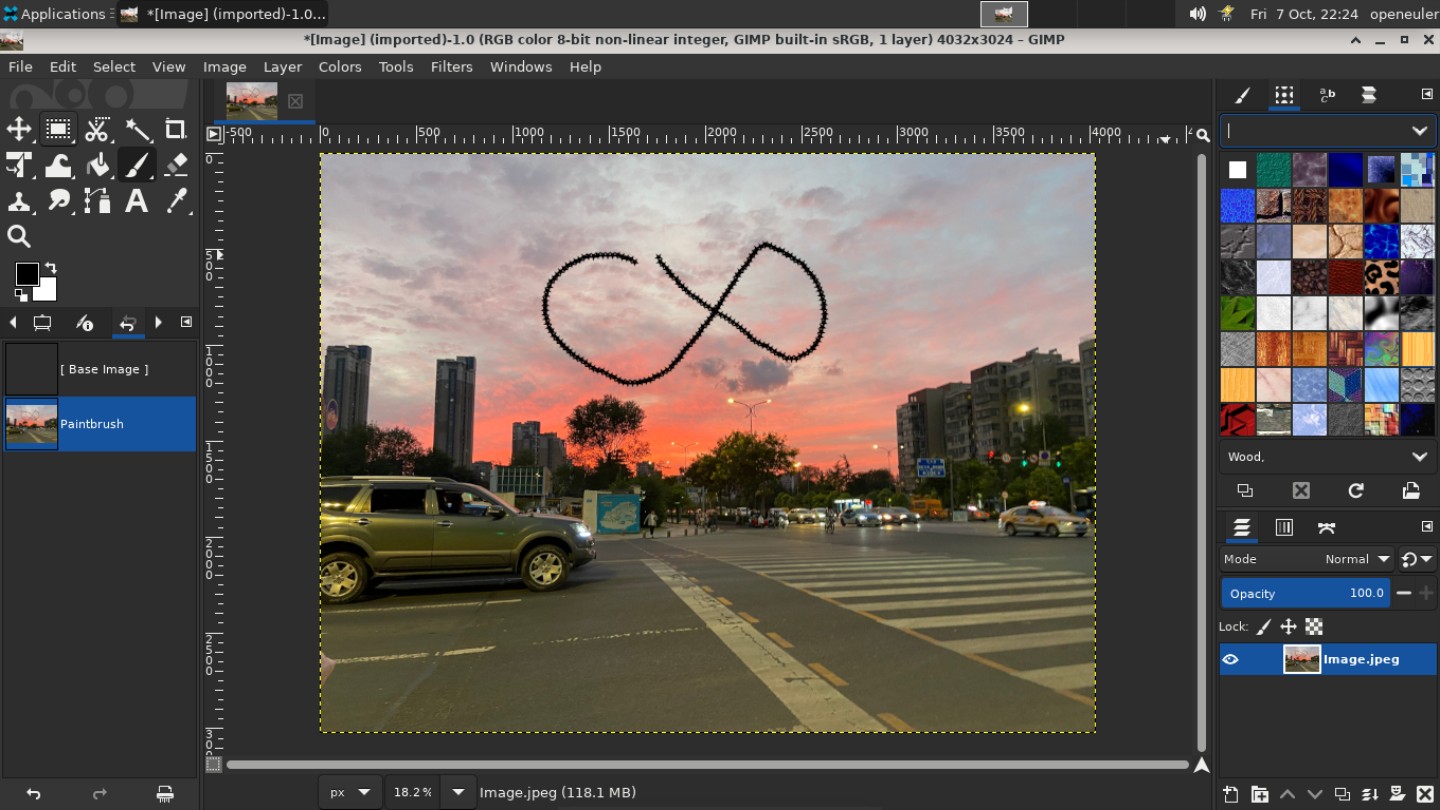 Applications
*[Image] (imported)-1.0...
Fri 7 Oct, 22:24
openeuler
*[Image] (imported)-1.0 (RGB color 8-bit non-linear integer, GIMP built-in sRGB, 1 layer) 4032x3024 – GIMP
File Edit Select View Image Layer Colors Tools Filters Windows Help
-500 0 500 1000 1500 2000 2500 3000 3500 4000
0
500
1000
1500
2000
2500
300
[ Base Image ]
Paintbrush
Wood,
Mode Normal
Opacity 100.0
Lock:
Image.jpeg
px 18.2% Image.jpeg (118.1 MB)